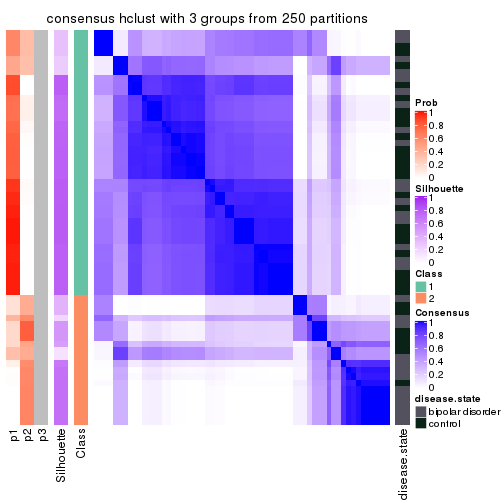 consensus hclust with 3 groups from 250 partitions
Prob
1
0.8
0.6
0.4
0.2
0
Silhouette
1
0.8
0.6
0.4
0.2
0
Class
1
2
Consensus
1
0.8
0.6
0.4
0.2
0
disease.state
bipolar disorder
control
p1
p2
p3
Silhouette
Class
disease.state